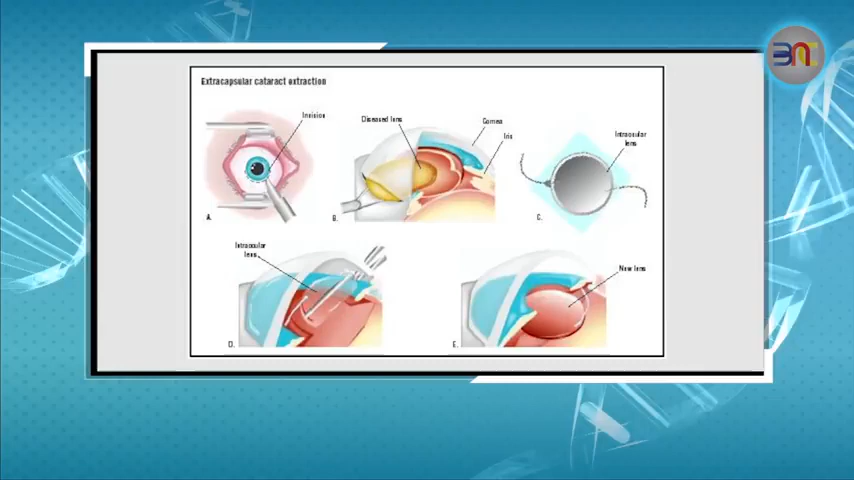 Extracapsular cataract extraction
Incision
Diseased lens
Cornea
Iris
Intraocular
lens
A.
B.
C.
Intraocular
lens
New lens
D.
E.